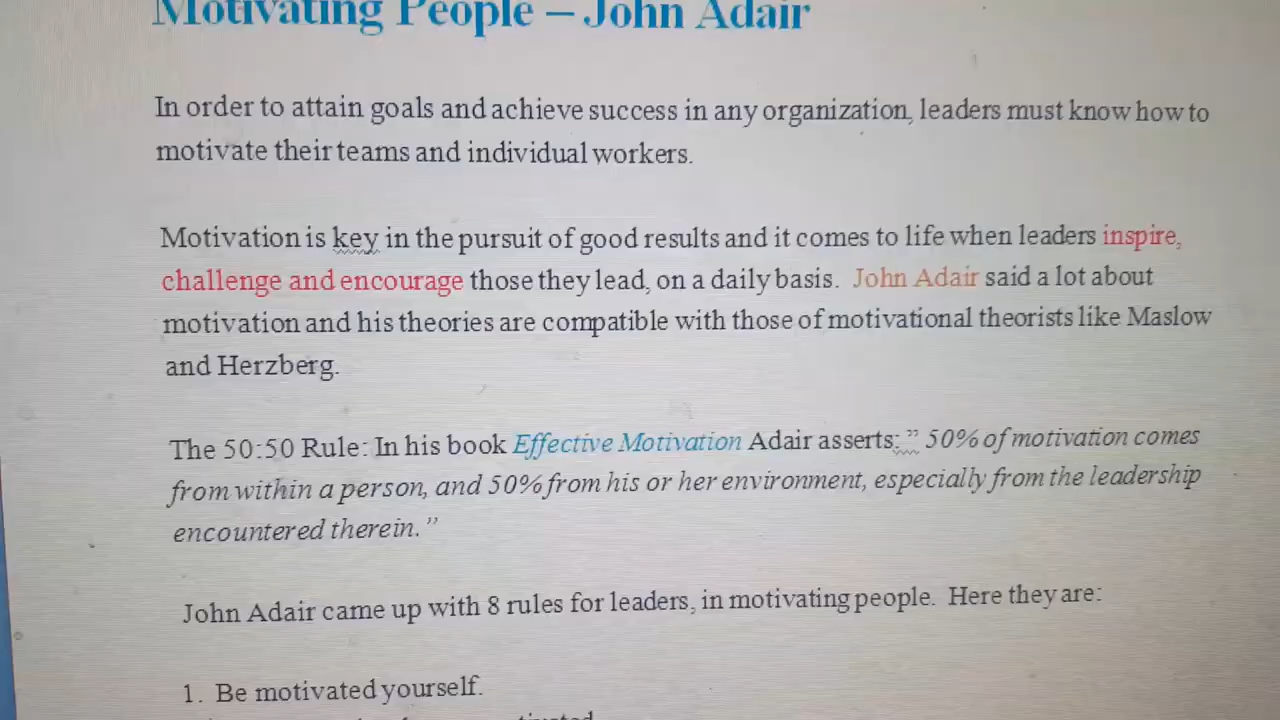 Motivating People – John Adair
In order to attain goals and achieve success in any organization, leaders must know how to
motivate their teams and individual workers.
Motivation is key in the pursuit of good results and it comes to life when leaders inspire,
challenge and encourage those they lead, on a daily basis. John Adair said a lot about
motivation and his theories are compatible with those of motivational theorists like Maslow
and Herzberg.
The 50:50 Rule: In his book Effective Motivation Adair asserts: ” 50% of motivation comes
from within a person, and 50% from his or her environment, especially from the leadership
encountered therein. ”
John Adair came up with 8 rules for leaders, in motivating people. Here they are:
1. Be motivated yourself.